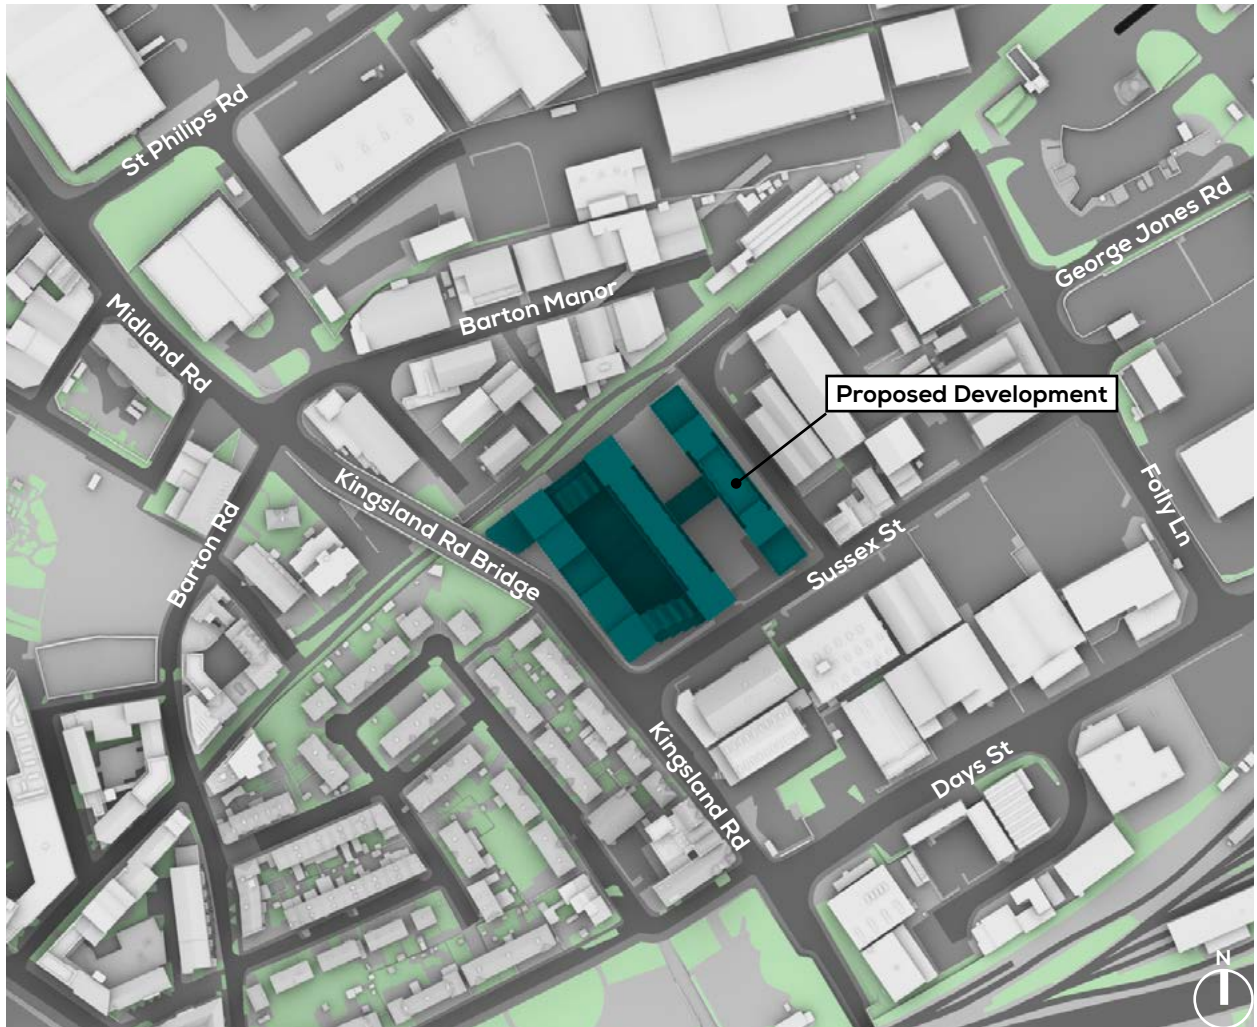 St Philips Rd
George Jones Rd
Barton Manor
Midland Rd
Proposed Development
Kingsland Rd Bridge
Folly Ln
Barton Rd
Sussex St
Kingsland Rd
Days St
N